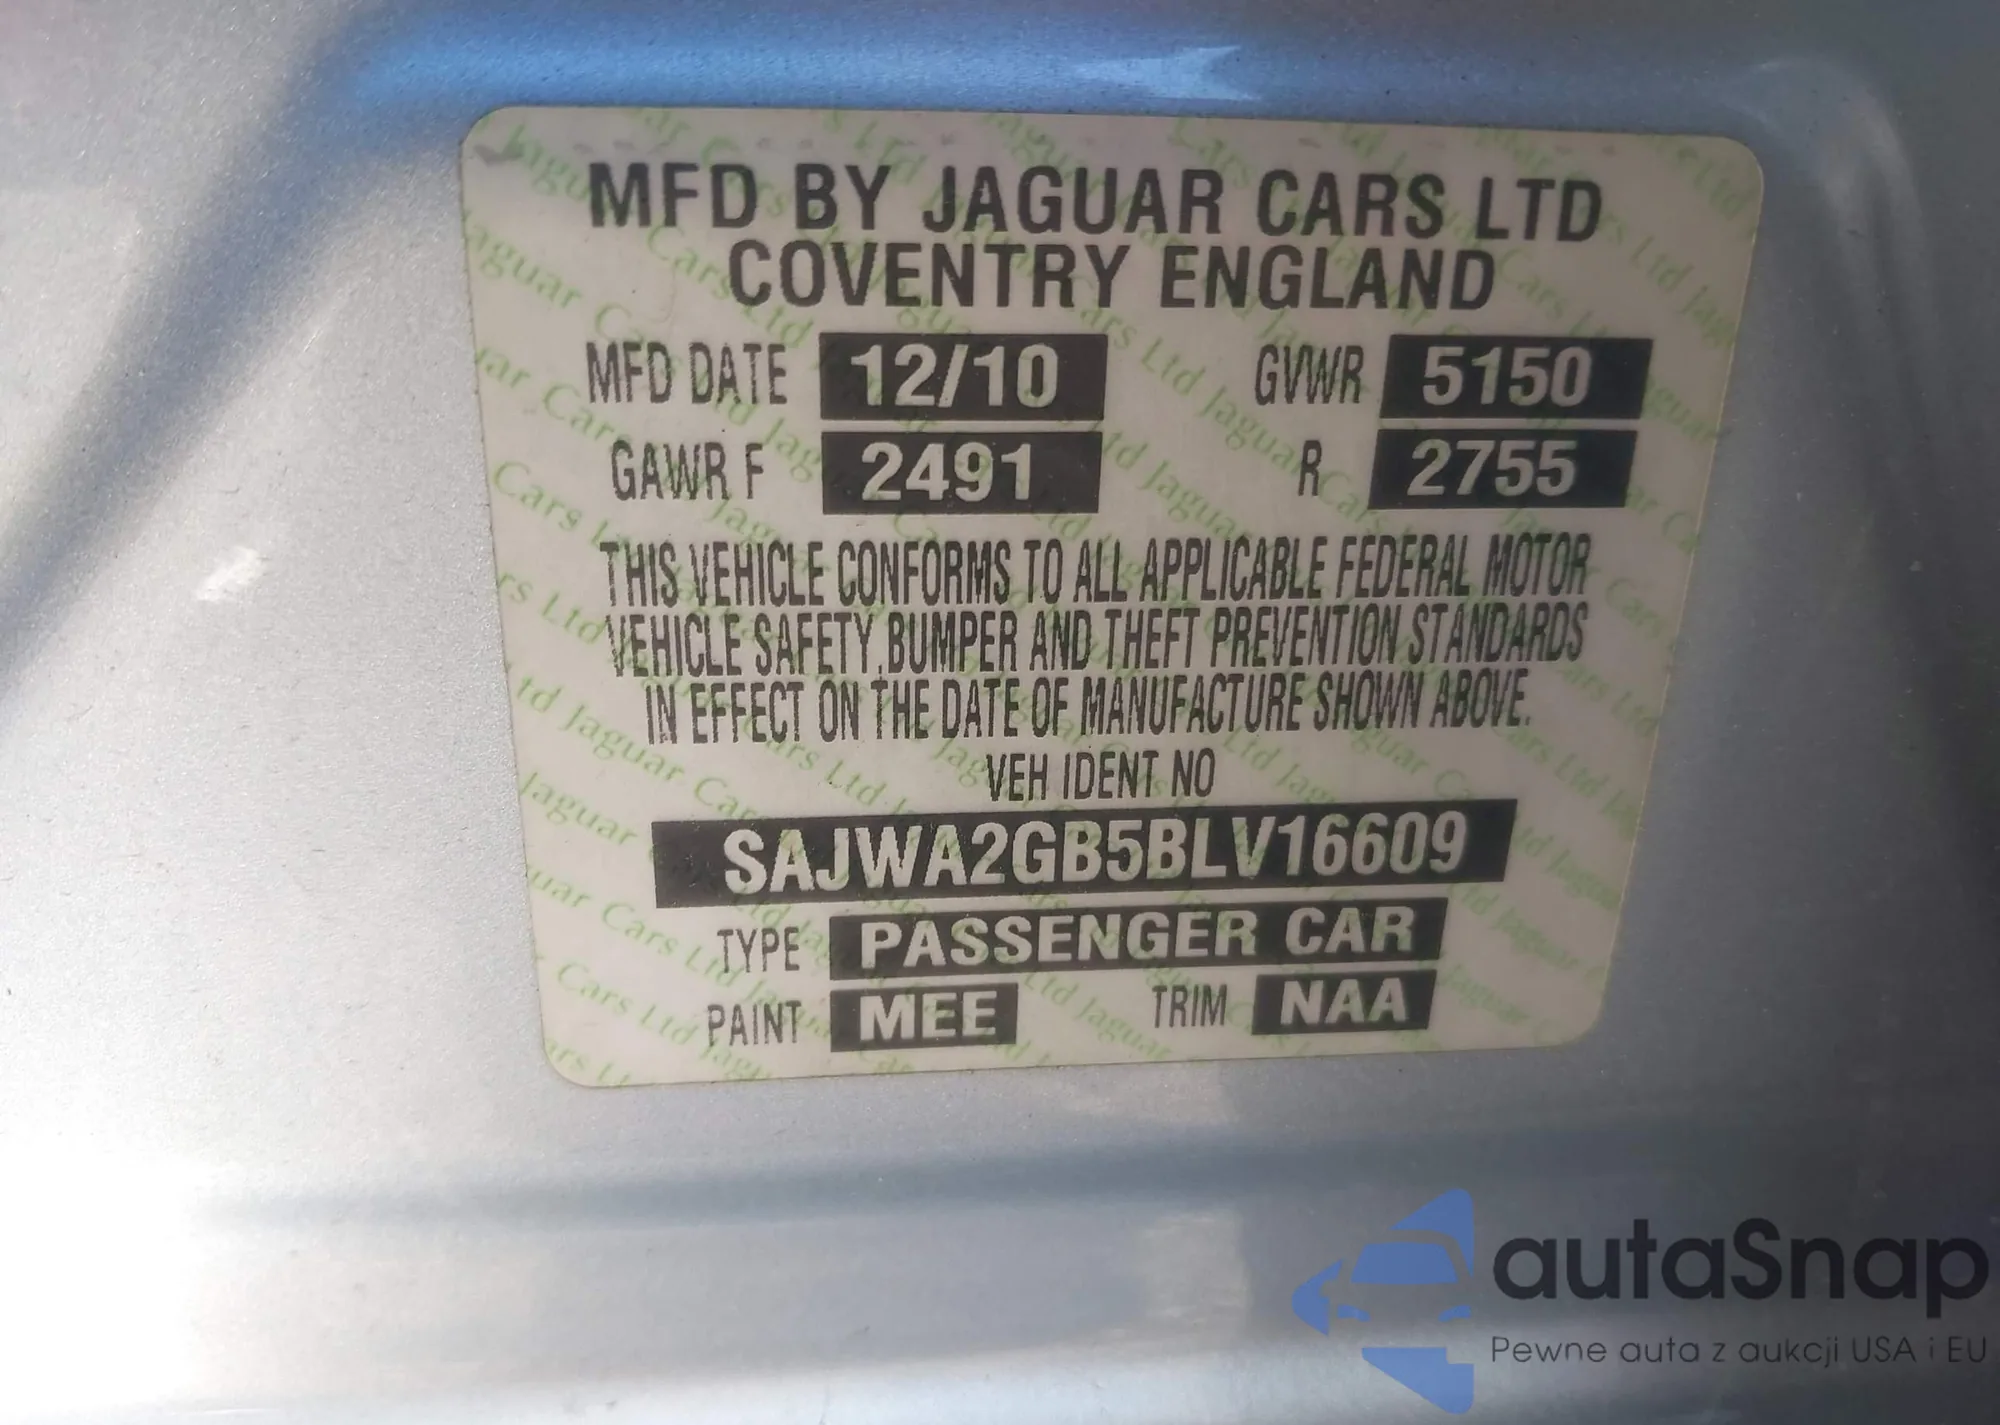 MFD BY JAGUAR CARS LTD
COVENTRY ENGLAND
MFD DATE 12/10 GVWR 5150
GAWR F 2491 R 2755
THIS VEHICLE CONFORMS TO ALL APPLICABLE FEDERAL MOTOR
VEHICLE SAFETY, BUMPER AND THEFT PREVENTION STANDARDS
IN EFFECT ON THE DATE OF MANUFACTURE SHOWN ABOVE.
VEH IDENT NO
SAJWA2GB5BLV16609
TYPE PASSENGER CAR
PAINT MEE TRIM NAA
autaSnap
Pewne auta z aukcji USA i EU